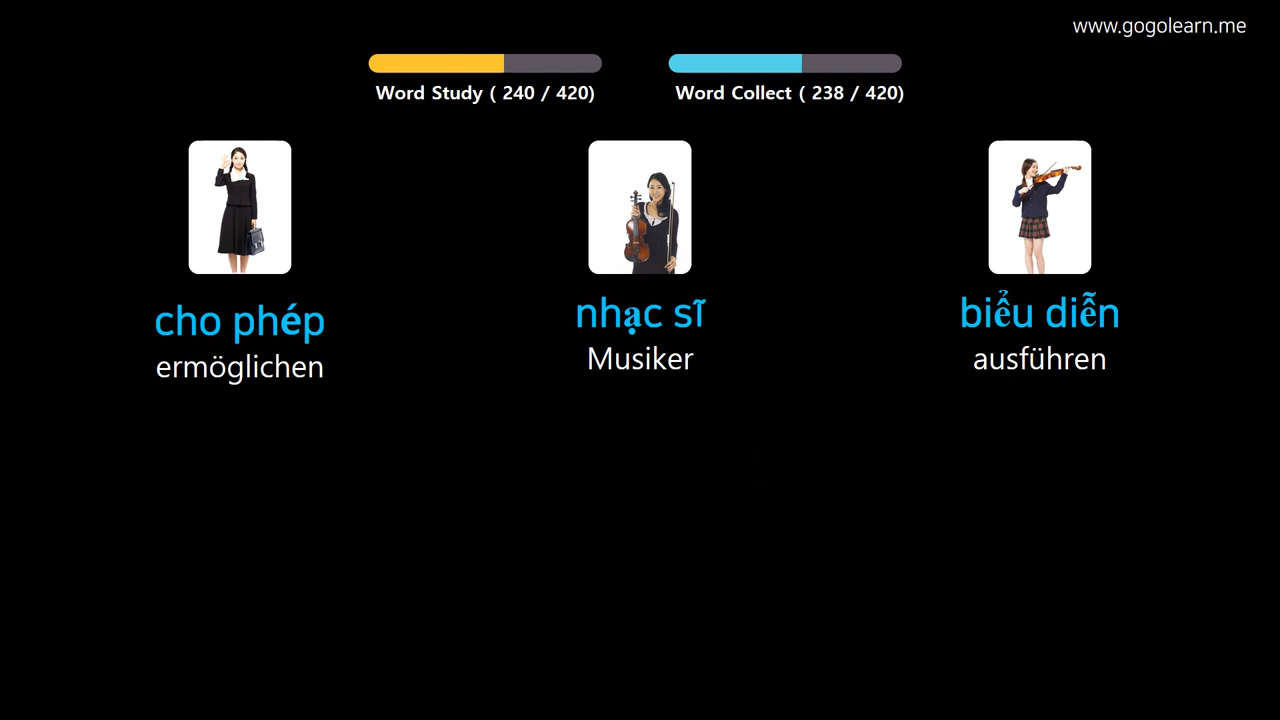 www.gogolearn.me
Word Study ( 240 / 420)
Word Collect ( 238 / 420)
cho phép
ermöglichen
nhạc sĩ
Musiker
biểu diễn
ausführen